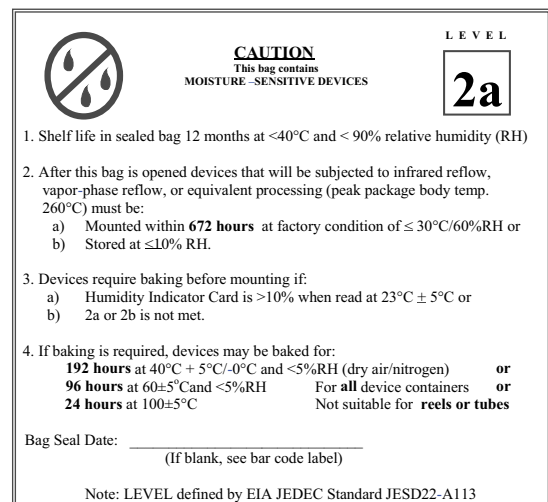 LEVEL
CAUTION
This bag contains
MOISTURE –SENSITIVE DEVICES
2a
1. Shelf life in sealed bag 12 months at <40°C and < 90% relative humidity (RH)
2. After this bag is opened devices that will be subjected to infrared reflow,
vapor-phase reflow, or equivalent processing (peak package body temp.
260°C) must be:
a) Mounted within 672 hours at factory condition of ≤ 30°C/60%RH or
b) Stored at ≤10% RH.
3. Devices require baking before mounting if:
a) Humidity Indicator Card is >10% when read at 23°C ± 5°C or
b) 2a or 2b is not met.
4. If baking is required, devices may be baked for:
192 hours at 40°C + 5°C/-0°C and <5%RH (dry air/nitrogen) or
96 hours at 60±5°Cand <5%RH For all device containers or
24 hours at 100±5°C Not suitable for reels or tubes
Bag Seal Date: ______________________________
(If blank, see bar code label)
Note: LEVEL defined by EIA JEDEC Standard JESD22-A113